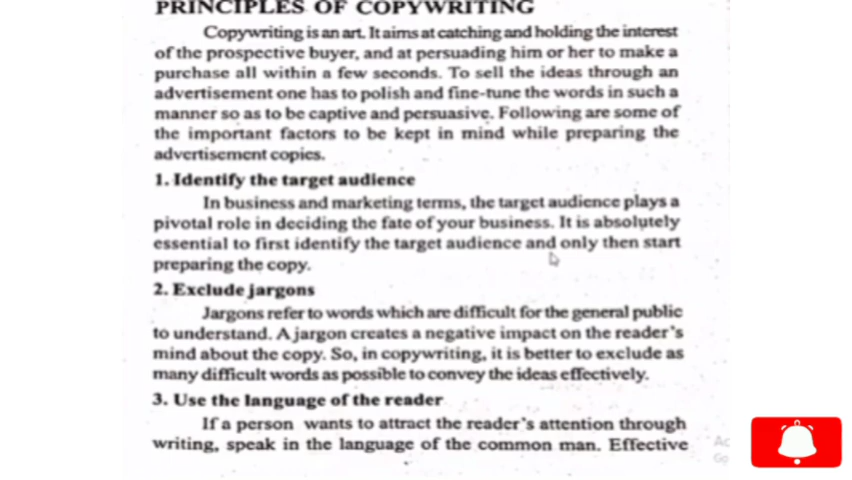 PRINCIPLES OF COPYWRITING
Copywriting is an art. It aims at catching and holding the interest
of the prospective buyer, and at persuading him or her to make a
purchase all within a few seconds. To sell the ideas through an
advertisement one has to polish and fine-tune the words in such a
manner so as to be captive and persuasive. Following are some of
the important factors to be kept in mind while preparing the
advertisement copies.
1. Identify the target audience
In business and marketing terms, the target audience plays a
pivotal role in deciding the fate of your business. It is absolutely
essential to first identify the target audience and only then start
preparing the copy.
2. Exclude jargons
Jargons refer to words which are difficult for the general public
to understand. A jargon creates a negative impact on the reader's
mind about the copy. So, in copywriting, it is better to exclude as
many difficult words as possible to convey the ideas effectively.
3. Use the language of the reader
If a person wants to attract the reader's attention through
writing, speak in the language of the common man. Effective
Ac
Go